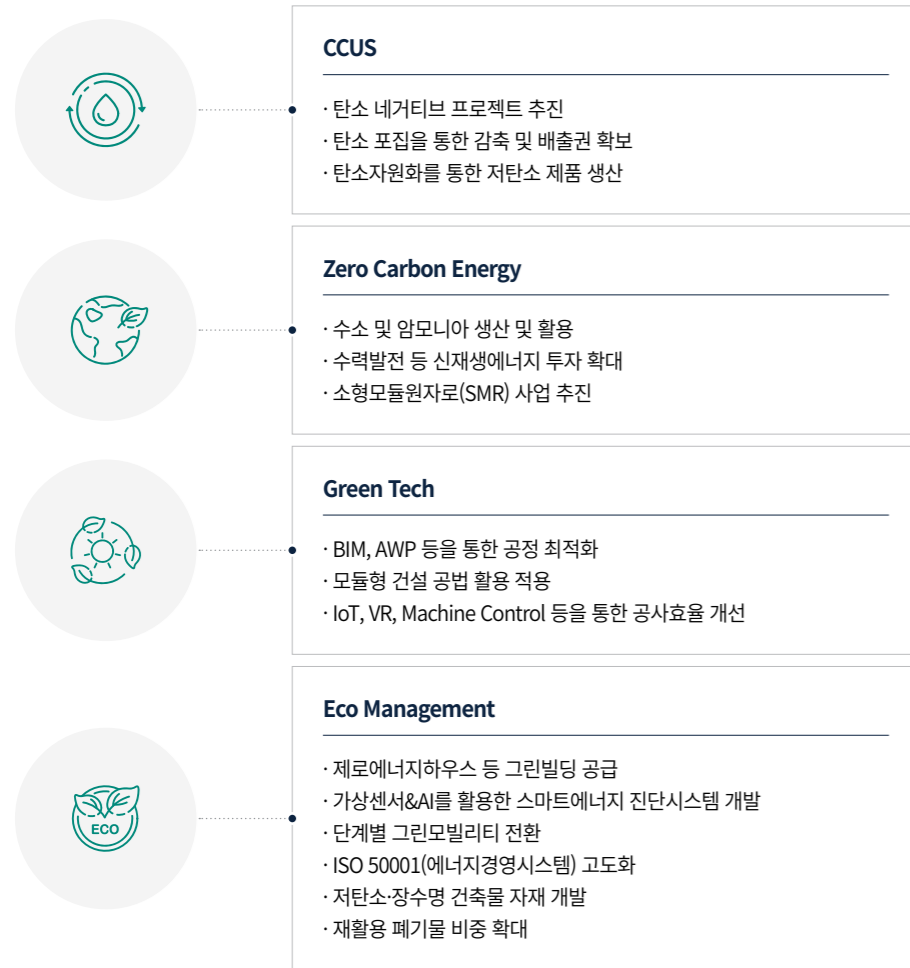 CCUS
· 탄소 네거티브 프로젝트 추진
· 탄소 포집을 통한 감축 및 배출권 확보
· 탄소자원화를 통한 저탄소 제품 생산
Zero Carbon Energy
· 수소 및 암모니아 생산 및 활용
· 수력발전 등 신재생에너지 투자 확대
· 소형모듈원자로(SMR) 사업 추진
Green Tech
· BIM, AWP 등을 통한 공정 최적화
· 모듈형 건설 공법 활용 적용
· IoT, VR, Machine Control 등을 통한 공사효율 개선
Eco Management
ECO
· 제로에너지하우스 등 그린빌딩 공급
· 가상센서&AI를 활용한 스마트에너지 진단시스템 개발
· 단계별 그린모빌리티 전환
· ISO 50001(에너지경영시스템) 고도화
· 저탄소·장수명 건축물 자재 개발
· 재활용 폐기물 비중 확대